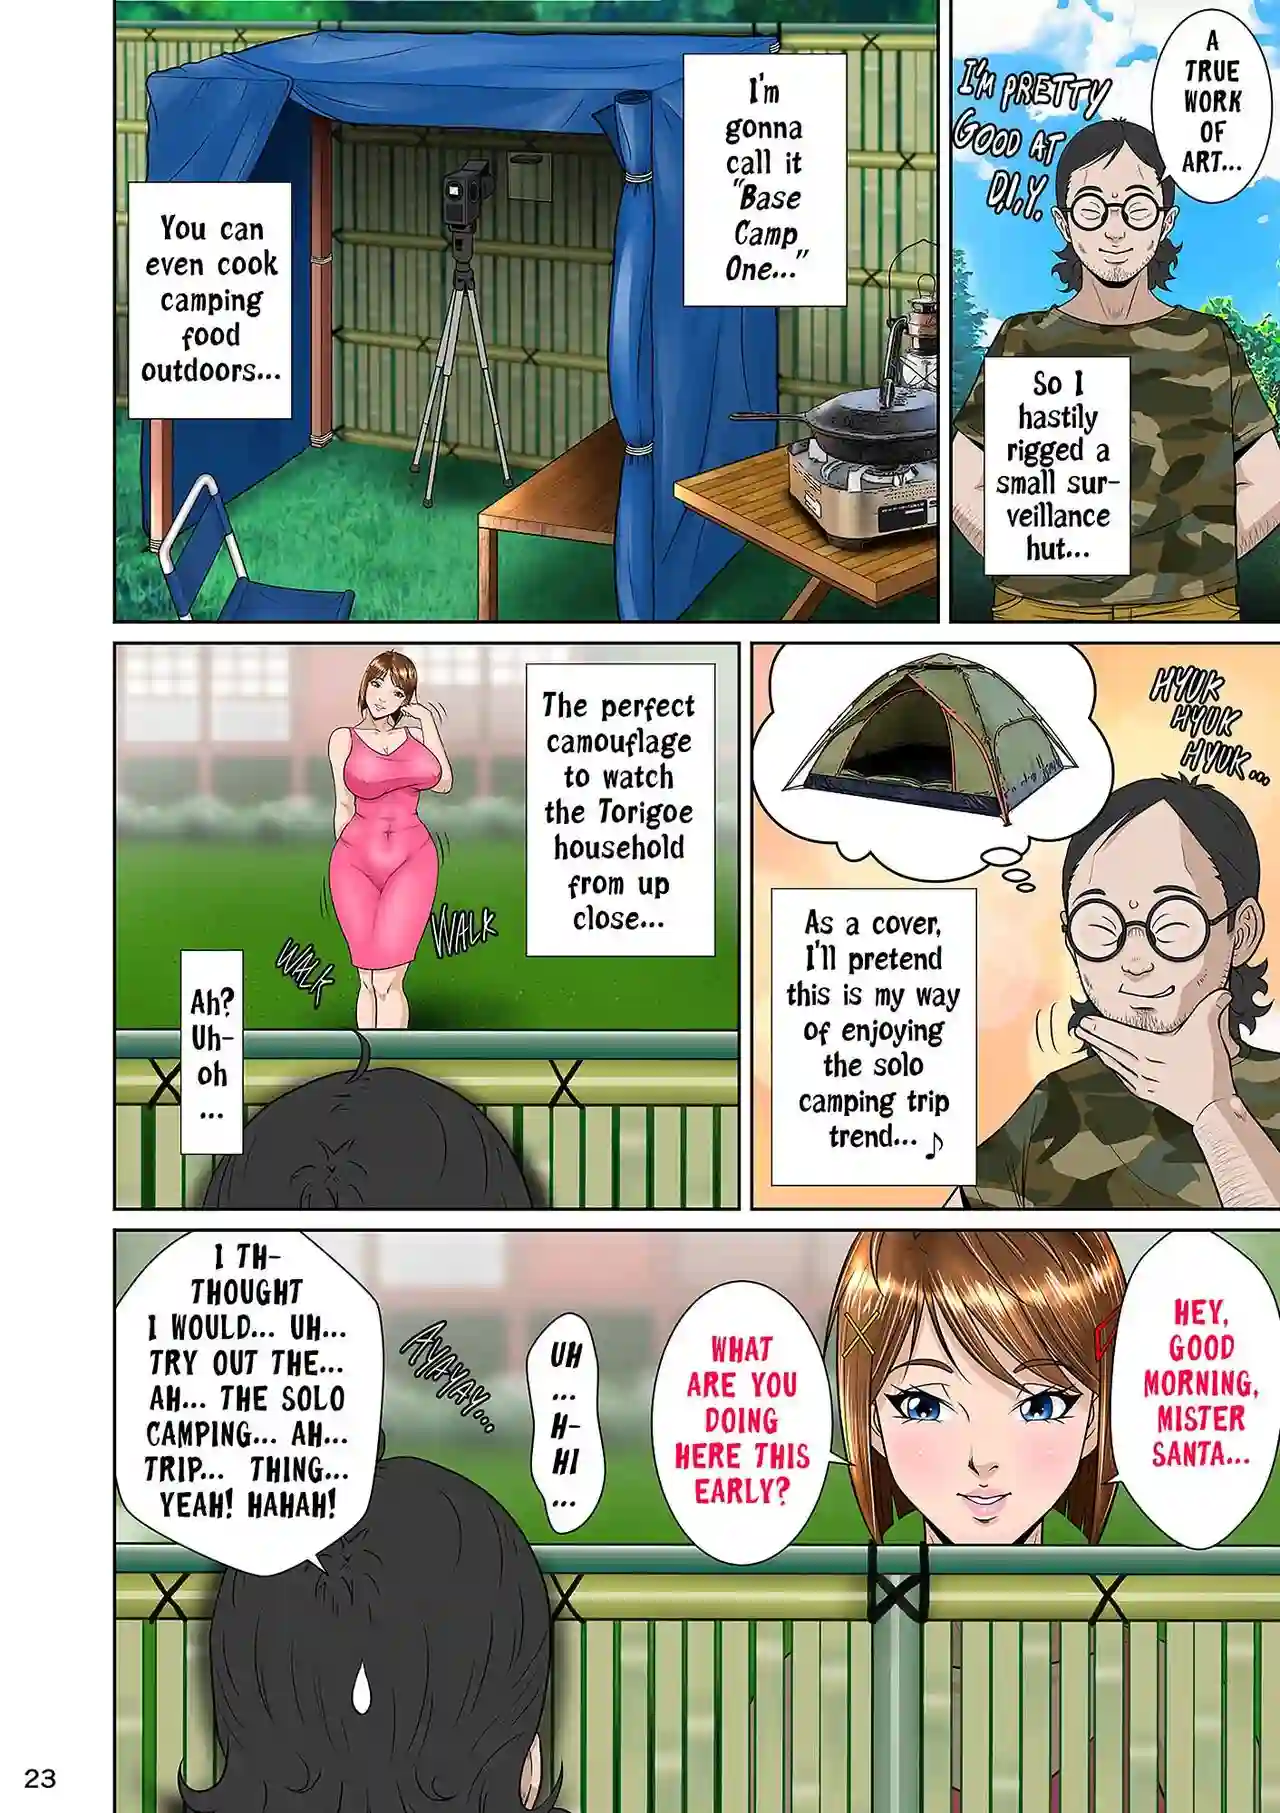 A
TRUE
WORK
OF
ART...
I'M PRETTY
GOOD AT
D.I.Y.
So I
hastily
rigged a
small sur-
veillance
hut...
I'm
gonna
call it
"Base
Camp
One..."
You can
even cook
camping
food
outdoors...
HYUK
HYUK
HYUK...
As a cover,
I'll pretend
this is my way
of enjoying
the solo
camping trip
trend... ♪
The perfect
camouflage
to watch
the Torigoe
household
from up
close...
WALK
WALK
Ah?
Uh-
oh
...
HEY,
GOOD
MORNING,
MISTER
SANTA...
WHAT
ARE YOU
DOING
HERE THIS
EARLY?
UH
...
H-
HI
...
AYAYAY...
I TH-
THOUGHT
I WOULD... UH...
TRY OUT THE...
AH... THE SOLO
CAMPING... AH...
TRIP... THING...
YEAH! HAHAH!
23